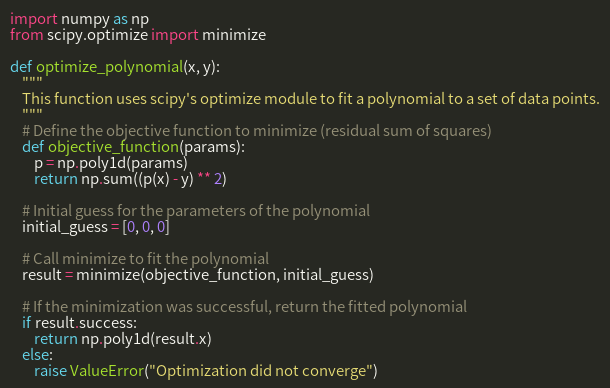 import numpy as np
from scipy.optimize import minimize
def optimize_polynomial(x, y):
"""
This function uses scipy's optimize module to fit a polynomial to a set of data points.
"""
# Define the objective function to minimize (residual sum of squares)
def objective_function(params):
p = np.poly1d(params)
return np.sum((p(x) - y) ** 2)
# Initial guess for the parameters of the polynomial
initial_guess = [0, 0, 0]
# Call minimize to fit the polynomial
result = minimize(objective_function, initial_guess)
# If the minimization was successful, return the fitted polynomial
if result.success:
return np.poly1d(result.x)
else:
raise ValueError("Optimization did not converge")